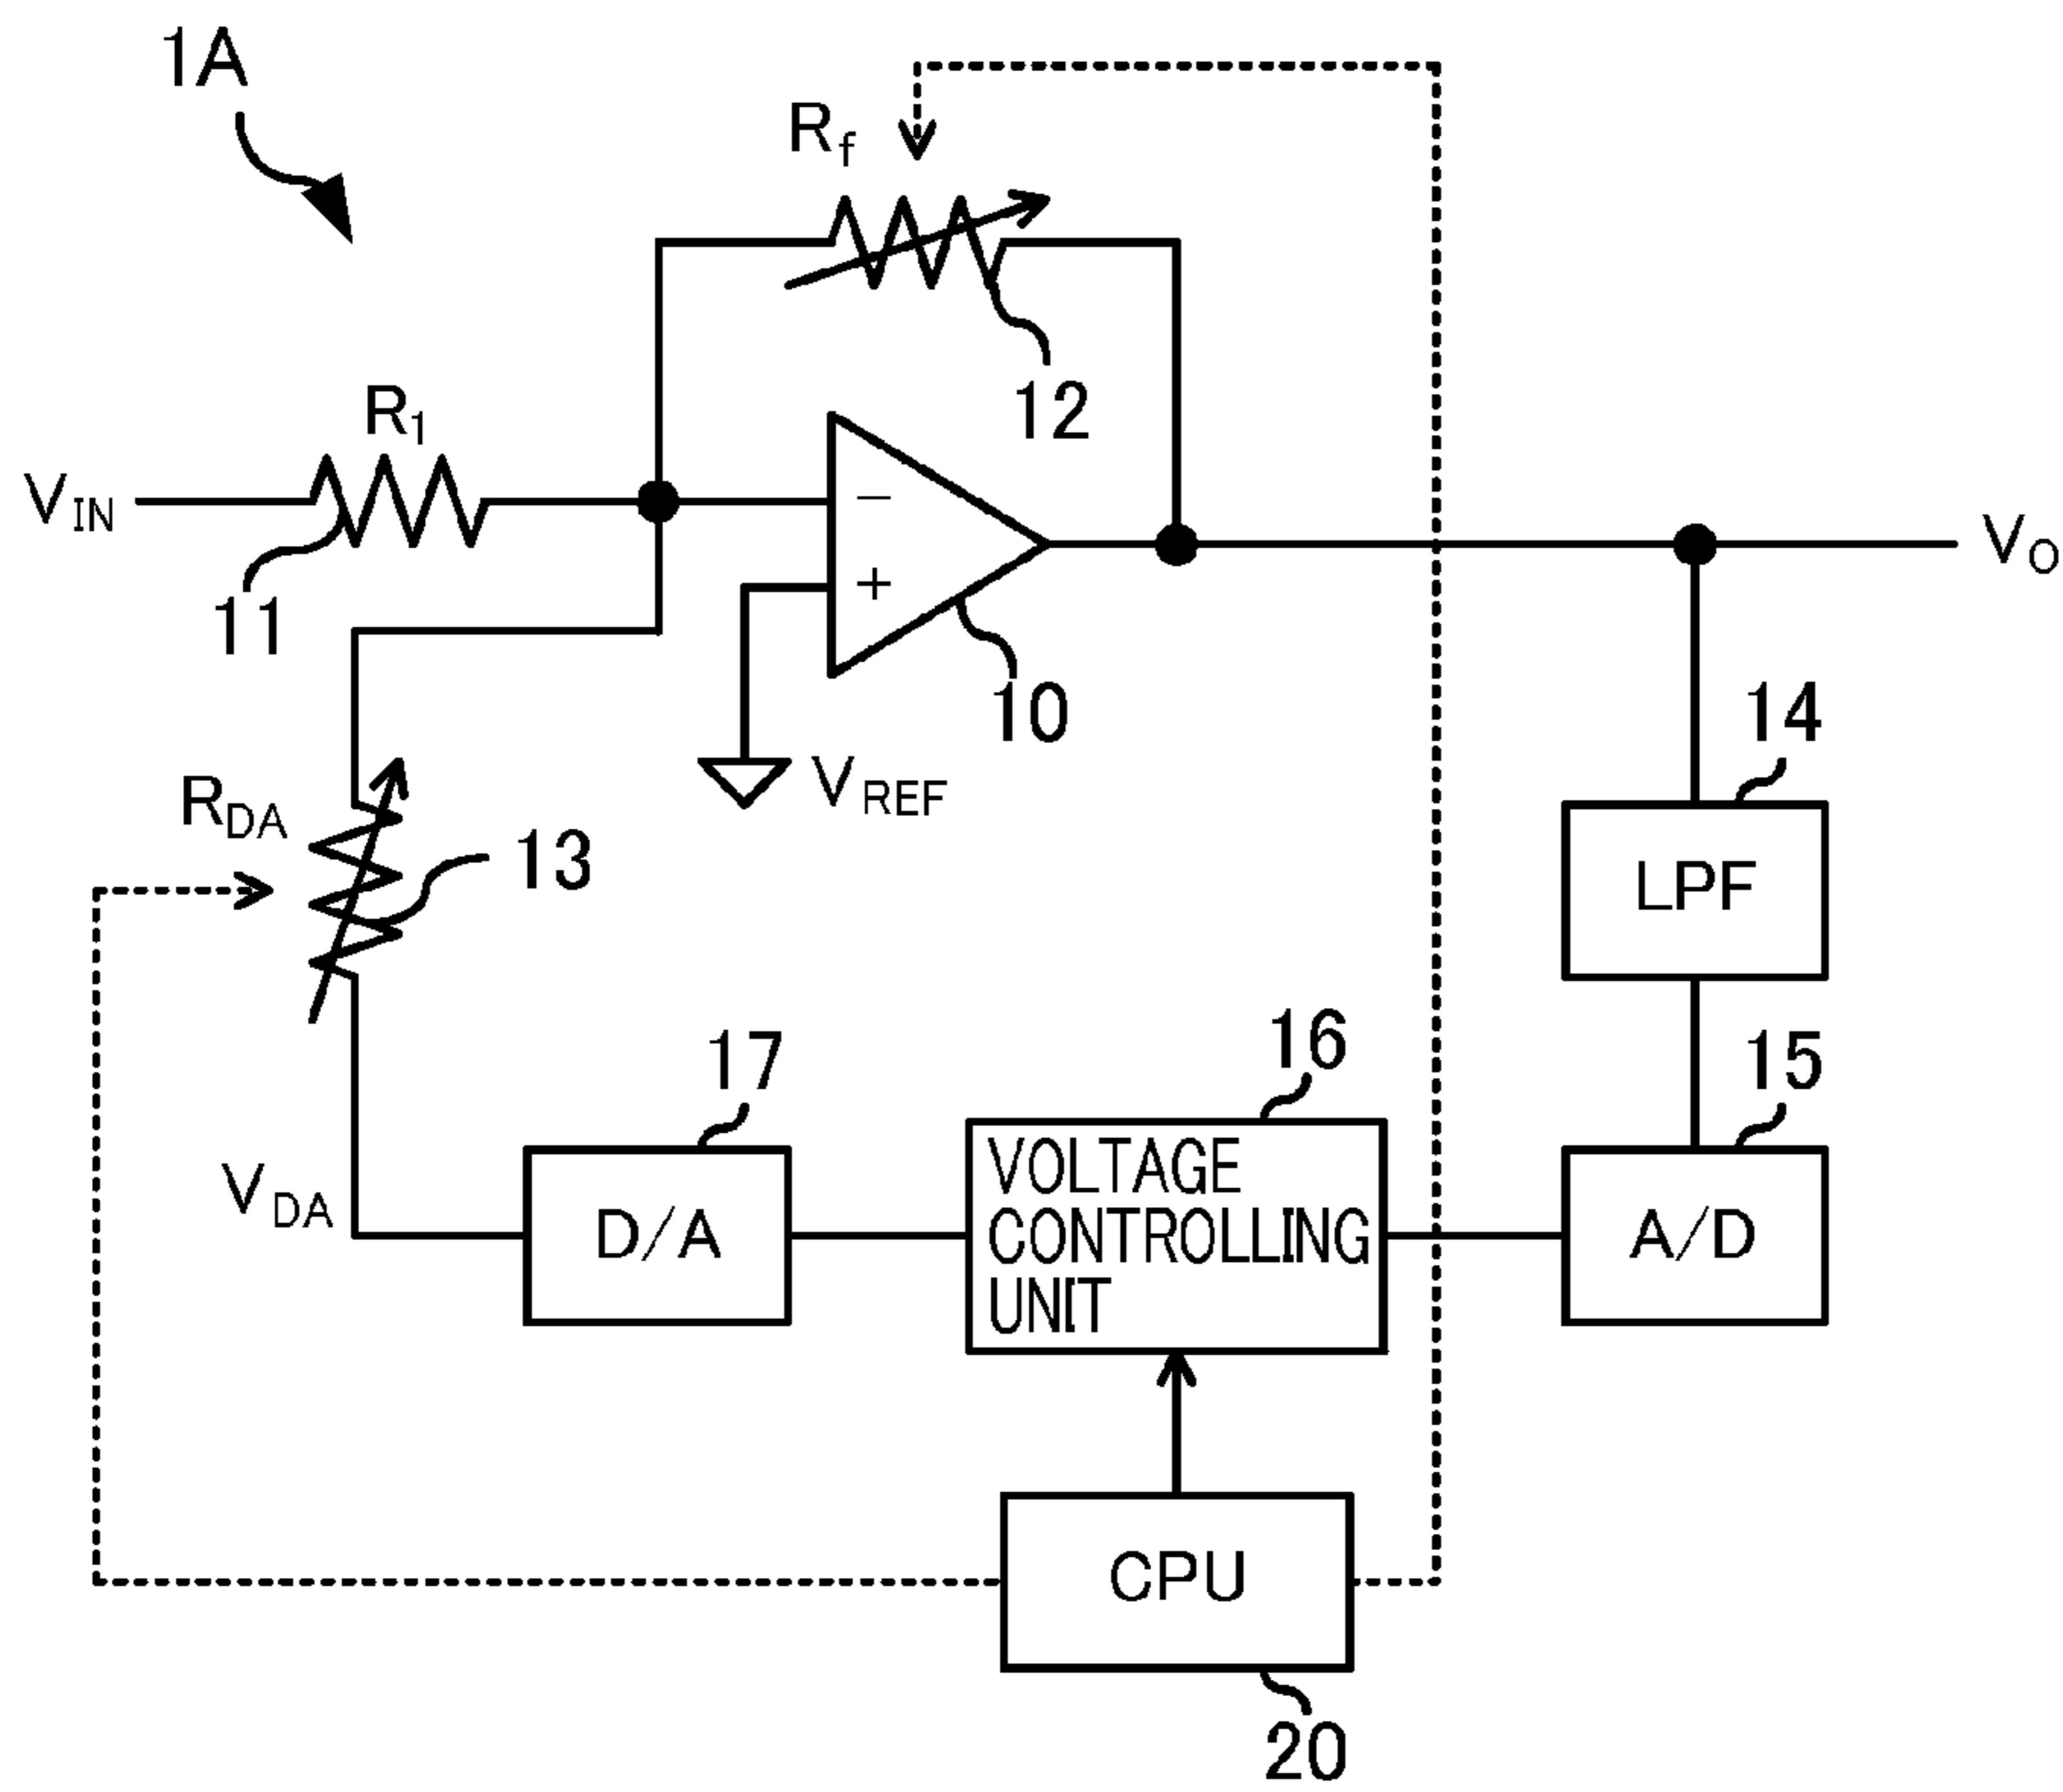 1A
Rf
12
R1
VIN
11
−
+
10
VREF
VO
14
LPF
RDA
13
17
16
15
VDA
D/A
VOLTAGE
CONTROLLING
UNIT
A/D
CPU
20